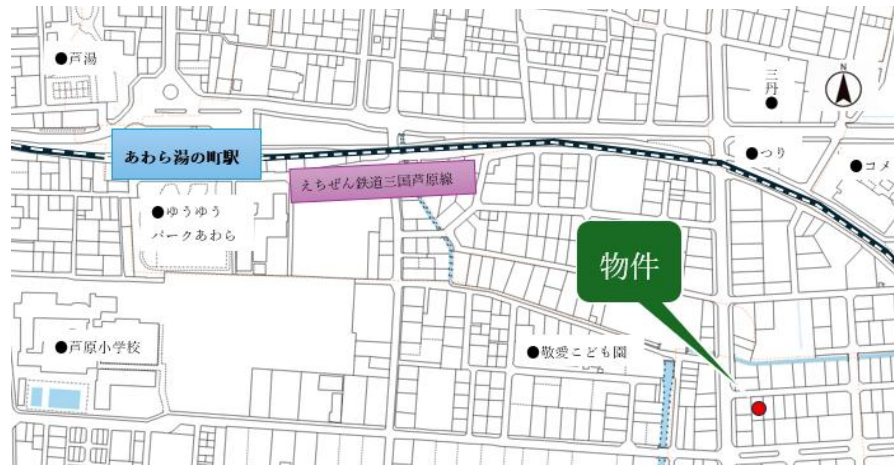 ●芦湯
三丹●
N
あわら湯の町駅
●つり
●コメ
えちぜん鉄道三国芦原線
●ゆうゆう
パークあわら
物件
●芦原小学校
●敬愛こども園